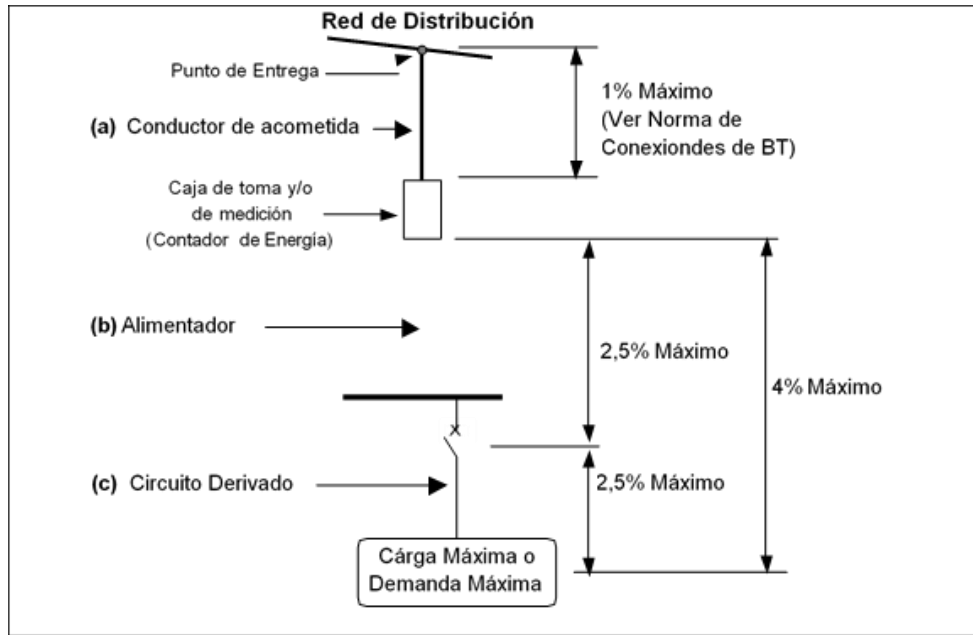 Red de Distribución
Punto de Entrega
1% Máximo
(Ver Norma de
Conexiondes de BT)
(a) Conductor de acometida
Caja de toma y/o
de medición
(Contador de Energía)
(b) Alimentador
2,5% Máximo
4% Máximo
(c) Circuito Derivado
2,5% Máximo
Cárga Máxima o
Demanda Máxima